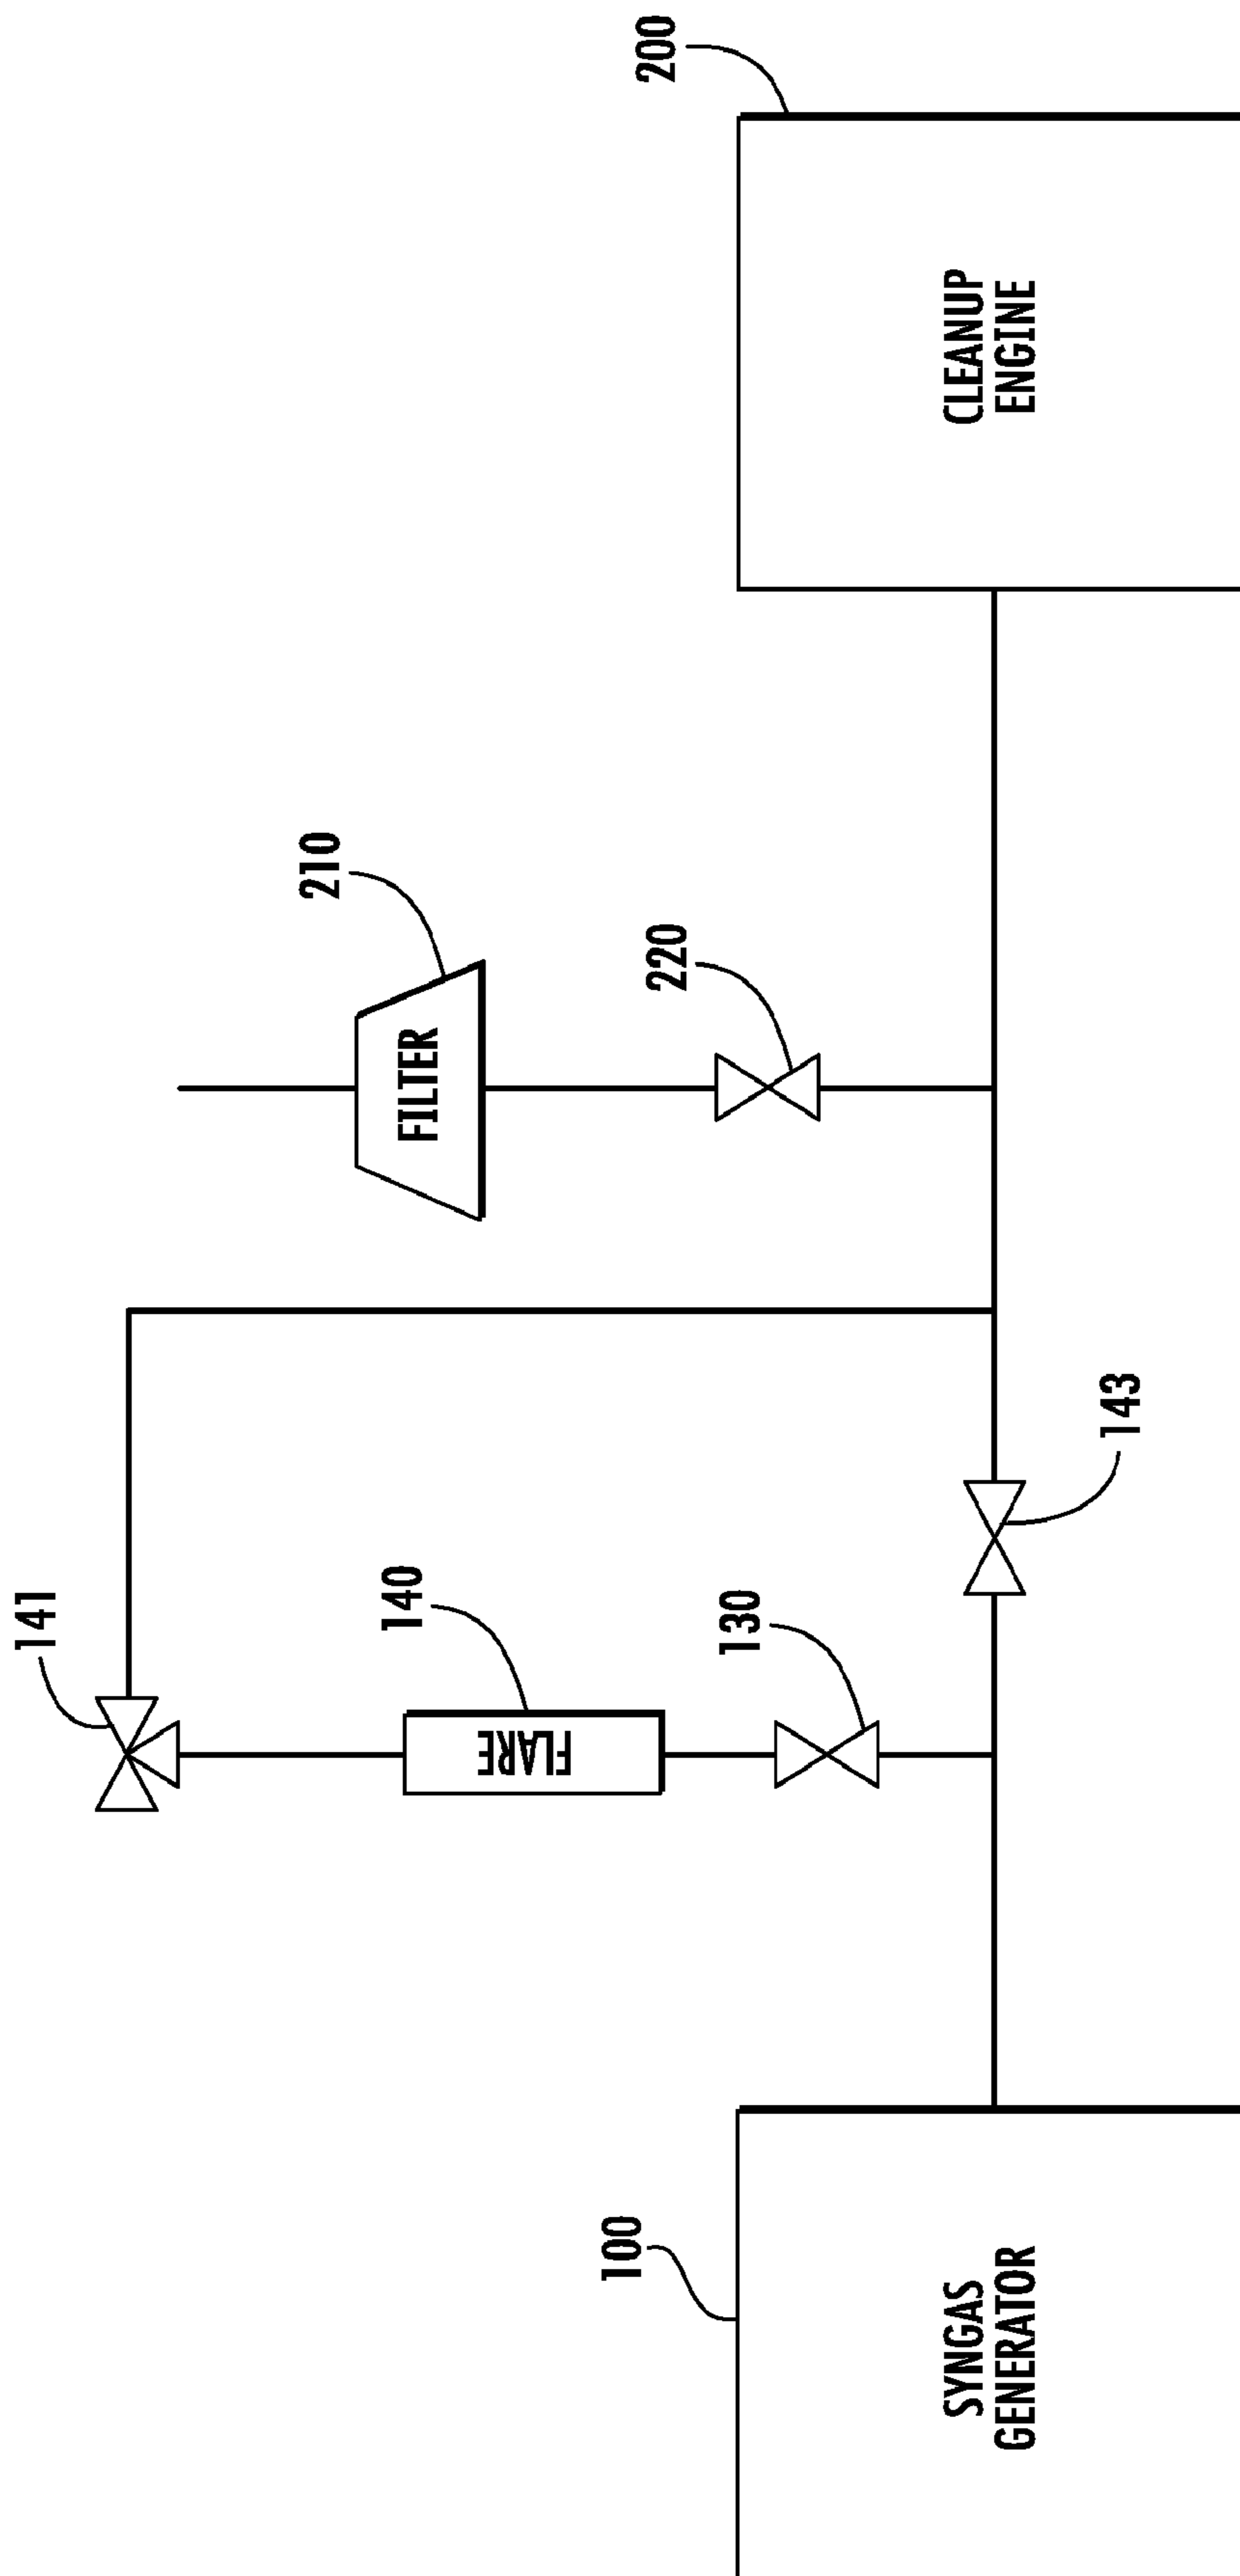 100
SYNGAS
GENERATOR
141
140
FLARE
130
143
210
FILTER
220
200
CLEANUP
ENGINE